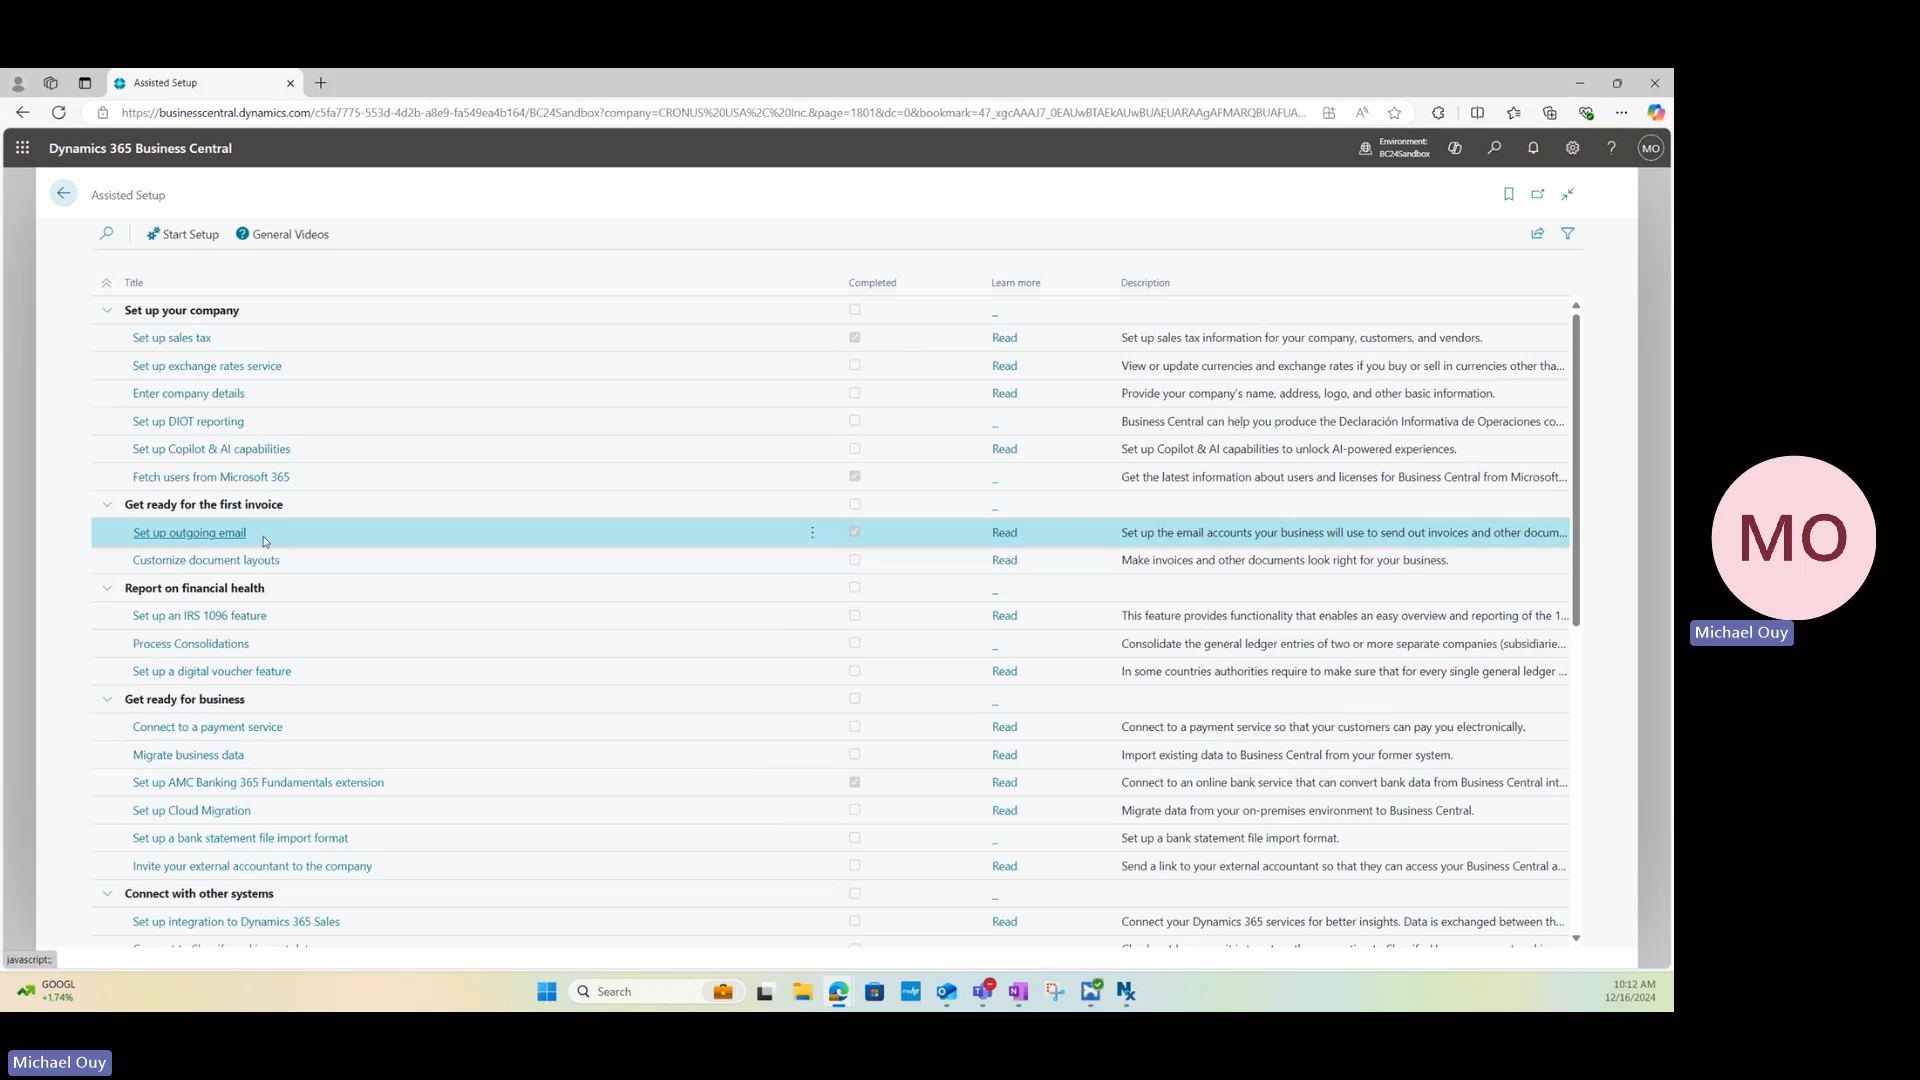 Assisted Setup
https://businesscentral.dynamics.com/c5fa7775-553d-4d2b-a8e9-fa549ea4b164/BC24Sandbox?company=CRONUS%20USA%2C%20Inc.&page=1801&dc=0&bookmark=47_xgcAAAJ7_0EAUwBTAEkAUwBUAEUARAAgAFMARQBUAFUA...
Dynamics 365 Business Central
Environment:
BC24Sandbox
MO
Assisted Setup
Start Setup General Videos
Title Completed Learn more Description
Set up your company _
Set up sales tax Read Set up sales tax information for your company, customers, and vendors.
Set up exchange rates service Read View or update currencies and exchange rates if you buy or sell in currencies other tha...
Enter company details Read Provide your company's name, address, logo, and other basic information.
Set up DIOT reporting _ Business Central can help you produce the Declaración Informativa de Operaciones co...
Set up Copilot & AI capabilities Read Set up Copilot & AI capabilities to unlock AI-powered experiences.
Fetch users from Microsoft 365 _ Get the latest information about users and licenses for Business Central from Microsoft...
Get ready for the first invoice _
Set up outgoing email Read Set up the email accounts your business will use to send out invoices and other docum...
Customize document layouts Read Make invoices and other documents look right for your business.
Report on financial health _
Set up an IRS 1096 feature Read This feature provides functionality that enables an easy overview and reporting of the 1...
Process Consolidations _ Consolidate the general ledger entries of two or more separate companies (subsidiarie...
Set up a digital voucher feature Read In some countries authorities require to make sure that for every single general ledger ...
Get ready for business _
Connect to a payment service Read Connect to a payment service so that your customers can pay you electronically.
Migrate business data Read Import existing data to Business Central from your former system.
Set up AMC Banking 365 Fundamentals extension Read Connect to an online bank service that can convert bank data from Business Central int...
Set up Cloud Migration Read Migrate data from your on-premises environment to Business Central.
Set up a bank statement file import format _ Set up a bank statement file import format.
Invite your external accountant to the company Read Send a link to your external accountant so that they can access your Business Central a...
Connect with other systems _
Set up integration to Dynamics 365 Sales Read Connect your Dynamics 365 services for better insights. Data is exchanged between th...
javascript:;
GOOGL
+1.74%
Search
10:12 AM
12/16/2024
MO
Michael Ouy
Michael Ouy